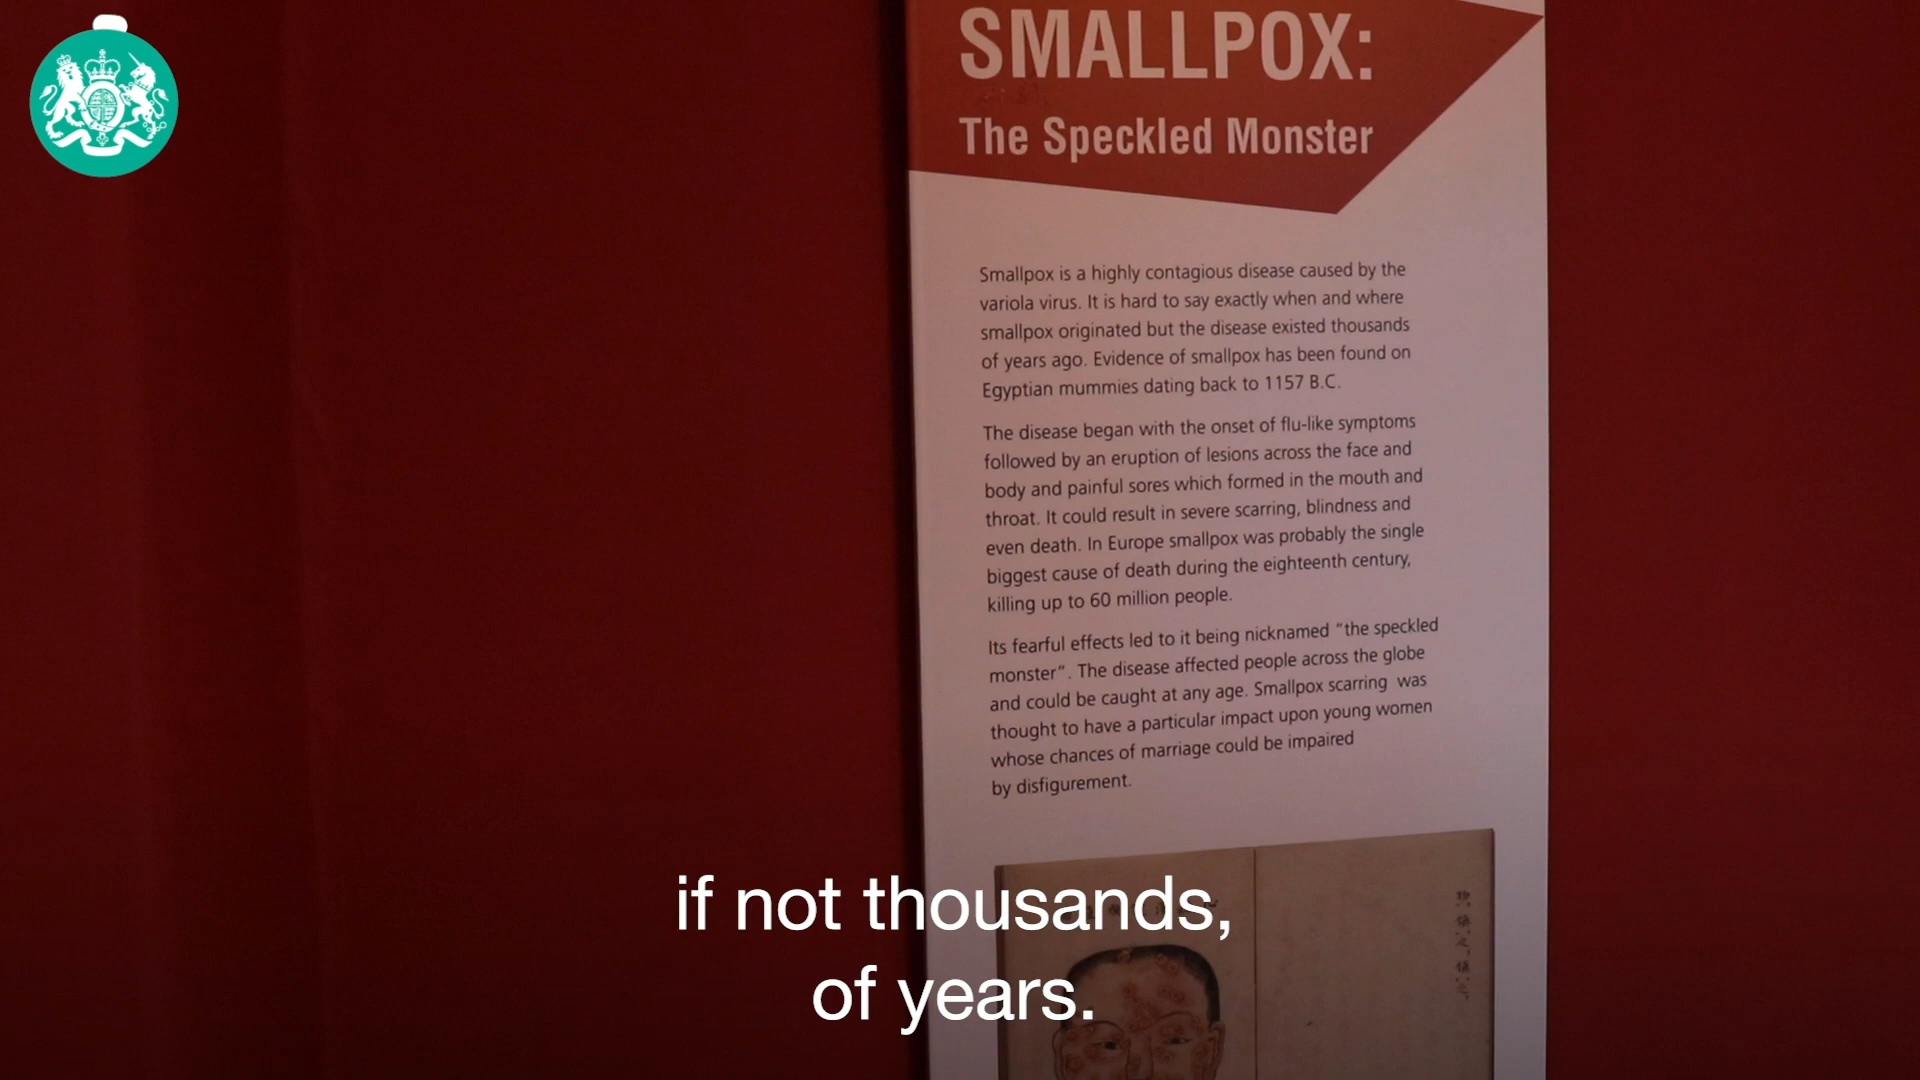 SMALLPOX:
The Speckled Monster
Smallpox is a highly contagious disease caused by the
variola virus. It is hard to say exactly when and where
smallpox originated but the disease existed thousands
of years ago. Evidence of smallpox has been found on
Egyptian mummies dating back to 1157 B.C.
The disease began with the onset of flu-like symptoms
followed by an eruption of lesions across the face and
body and painful sores which formed in the mouth and
throat. It could result in severe scarring, blindness and
even death. In Europe smallpox was probably the single
biggest cause of death during the eighteenth century,
killing up to 60 million people.
Its fearful effects led to it being nicknamed “the speckled
monster”. The disease affected people across the globe
and could be caught at any age. Smallpox scarring was
thought to have a particular impact upon young women
whose chances of marriage could be impaired
by disfigurement.
if not thousands,
of years.